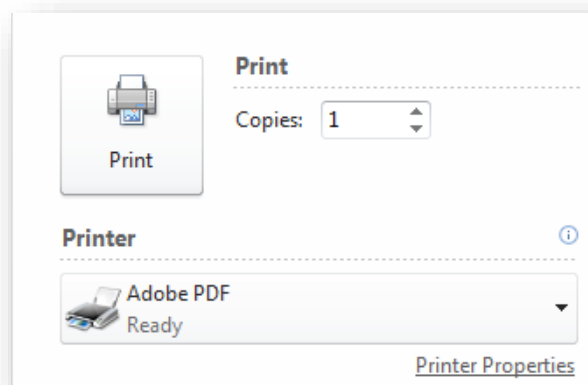 Print
Copies: 1
Print
Printer
Adobe PDF
Ready
Printer Properties